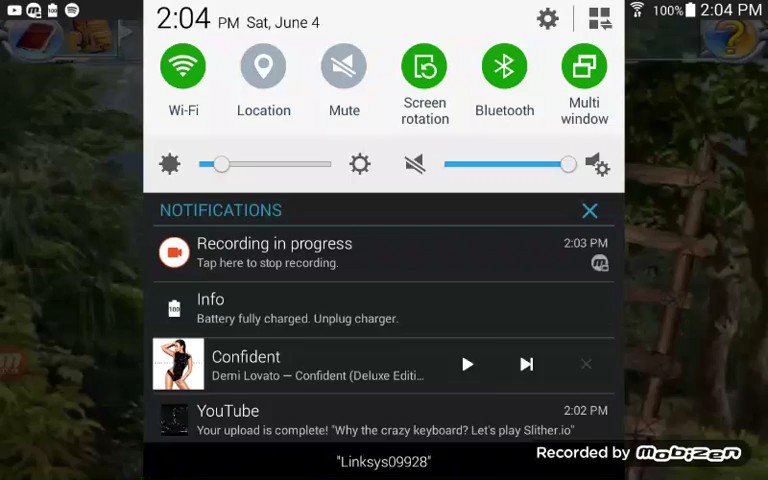 100% 2:04 PM
2:04 PM Sat, June 4
Wi-Fi
Location
Mute
Screen rotation
Bluetooth
Multi window
NOTIFICATIONS
Recording in progress 2:03 PM
Tap here to stop recording.
100
Info
Battery fully charged. Unplug charger.
Confident
Demi Lovato — Confident (Deluxe Editi...
YouTube 2:02 PM
Your upload is complete! "Why the crazy keyboard? Let's play Slither.io"
"Linksys09928"
Recorded by mobizen